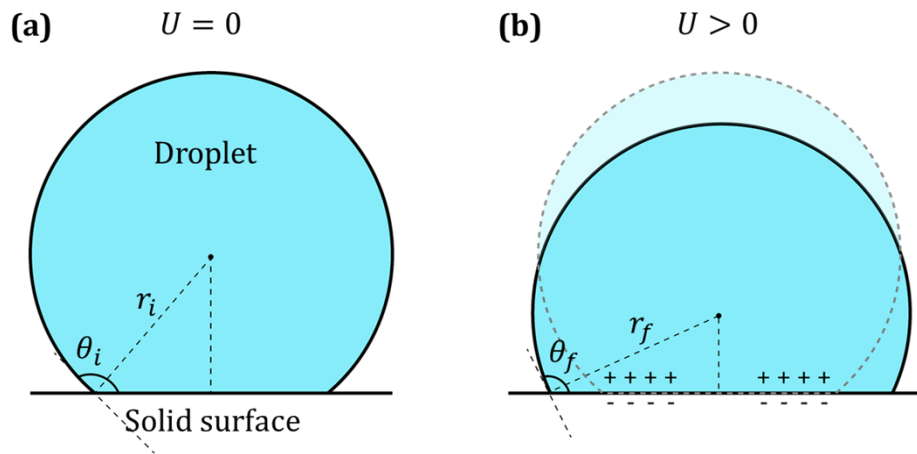 (a) U = 0
Droplet
r_i
θ_i
Solid surface
(b) U > 0
r_f
θ_f
+ + + + + + + +
- - - - - - - -